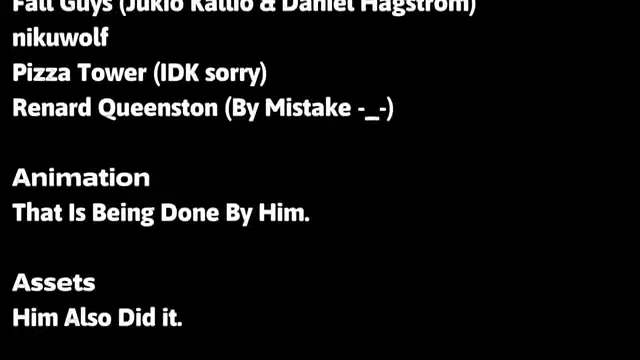 Fall Guys (Jukio Kallio & Daniel Hagström)
nikuwolf
Pizza Tower (IDK sorry)
Renard Queenston (By Mistake -_-)
Animation
That Is Being Done By Him.
Assets
Him Also Did it.